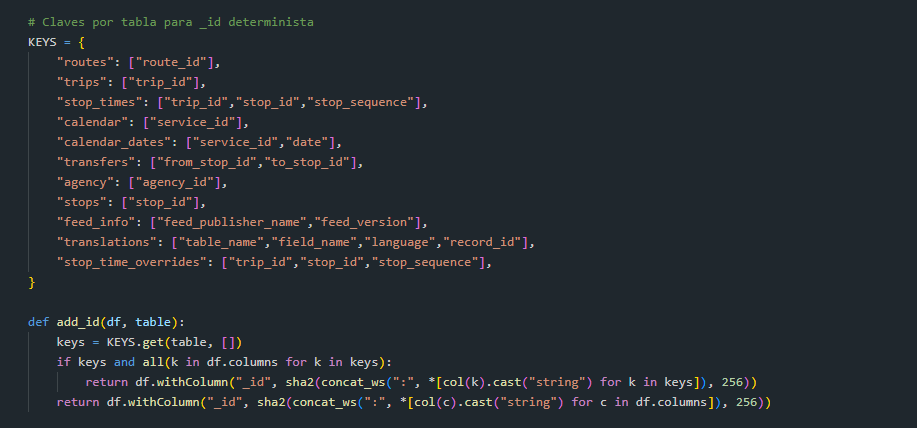 # Claves por tabla para _id determinista
KEYS = {
    "routes": ["route_id"],
    "trips": ["trip_id"],
    "stop_times": ["trip_id","stop_id","stop_sequence"],
    "calendar": ["service_id"],
    "calendar_dates": ["service_id","date"],
    "transfers": ["from_stop_id","to_stop_id"],
    "agency": ["agency_id"],
    "stops": ["stop_id"],
    "feed_info": ["feed_publisher_name","feed_version"],
    "translations": ["table_name","field_name","language","record_id"],
    "stop_time_overrides": ["trip_id","stop_id","stop_sequence"],
}

def add_id(df, table):
    keys = KEYS.get(table, [])
    if keys and all(k in df.columns for k in keys):
        return df.withColumn("_id", sha2(concat_ws(":", *[col(k).cast("string") for k in keys]), 256))
    return df.withColumn("_id", sha2(concat_ws(":", *[col(c).cast("string") for c in df.columns]), 256))